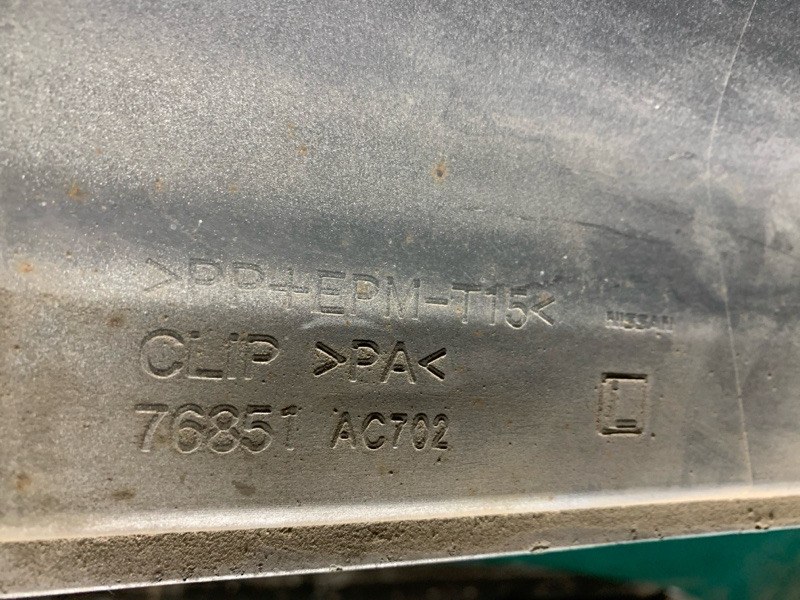 >PP+EPM-T15<
NISSAN
CLIP >PA<
76851 AC702
L